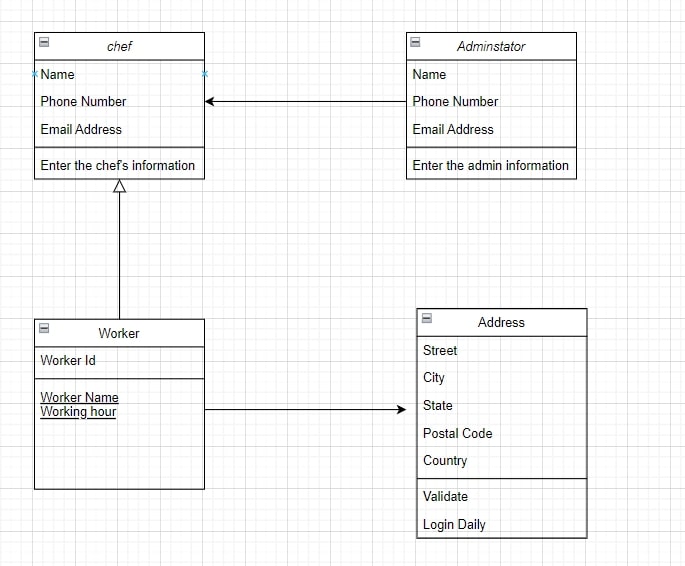 chef
Name
Phone Number
Email Address
Enter the chef's information
Adminstator
Name
Phone Number
Email Address
Enter the admin information
Worker
Worker Id
Worker Name
Working hour
Address
Street
City
State
Postal Code
Country
Validate
Login Daily